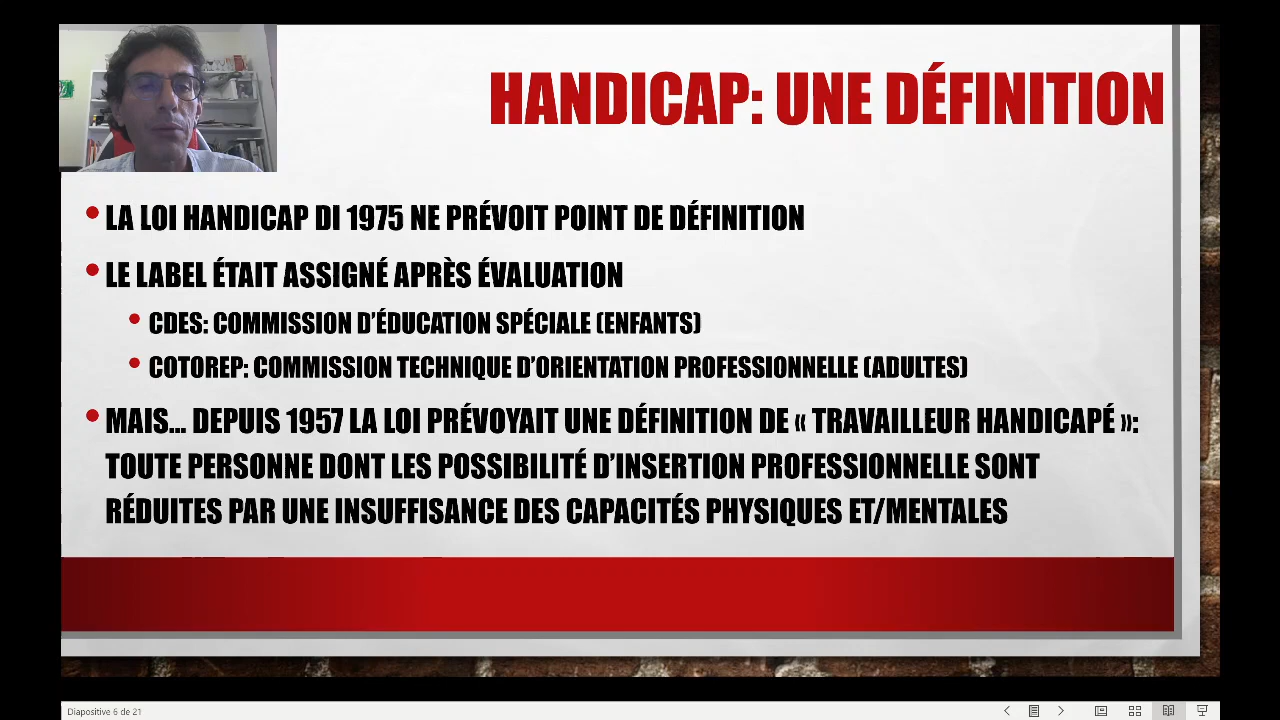 HANDICAP: UNE DÉFINITION
LA LOI HANDICAP DI 1975 NE PRÉVOIT POINT DE DÉFINITION
LE LABEL ÉTAIT ASSIGNÉ APRÈS ÉVALUATION
CDES: COMMISSION D'ÉDUCATION SPÉCIALE (ENFANTS)
COTOREP: COMMISSION TECHNIQUE D'ORIENTATION PROFESSIONNELLE (ADULTES)
MAIS... DEPUIS 1957 LA LOI PRÉVOYAIT UNE DÉFINITION DE « TRAVAILLEUR HANDICAPÉ »:
TOUTE PERSONNE DONT LES POSSIBILITÉ D'INSERTION PROFESSIONNELLE SONT
RÉDUITES PAR UNE INSUFFISANCE DES CAPACITÉS PHYSIQUES ET/MENTALES
Diapositive 6 de 21